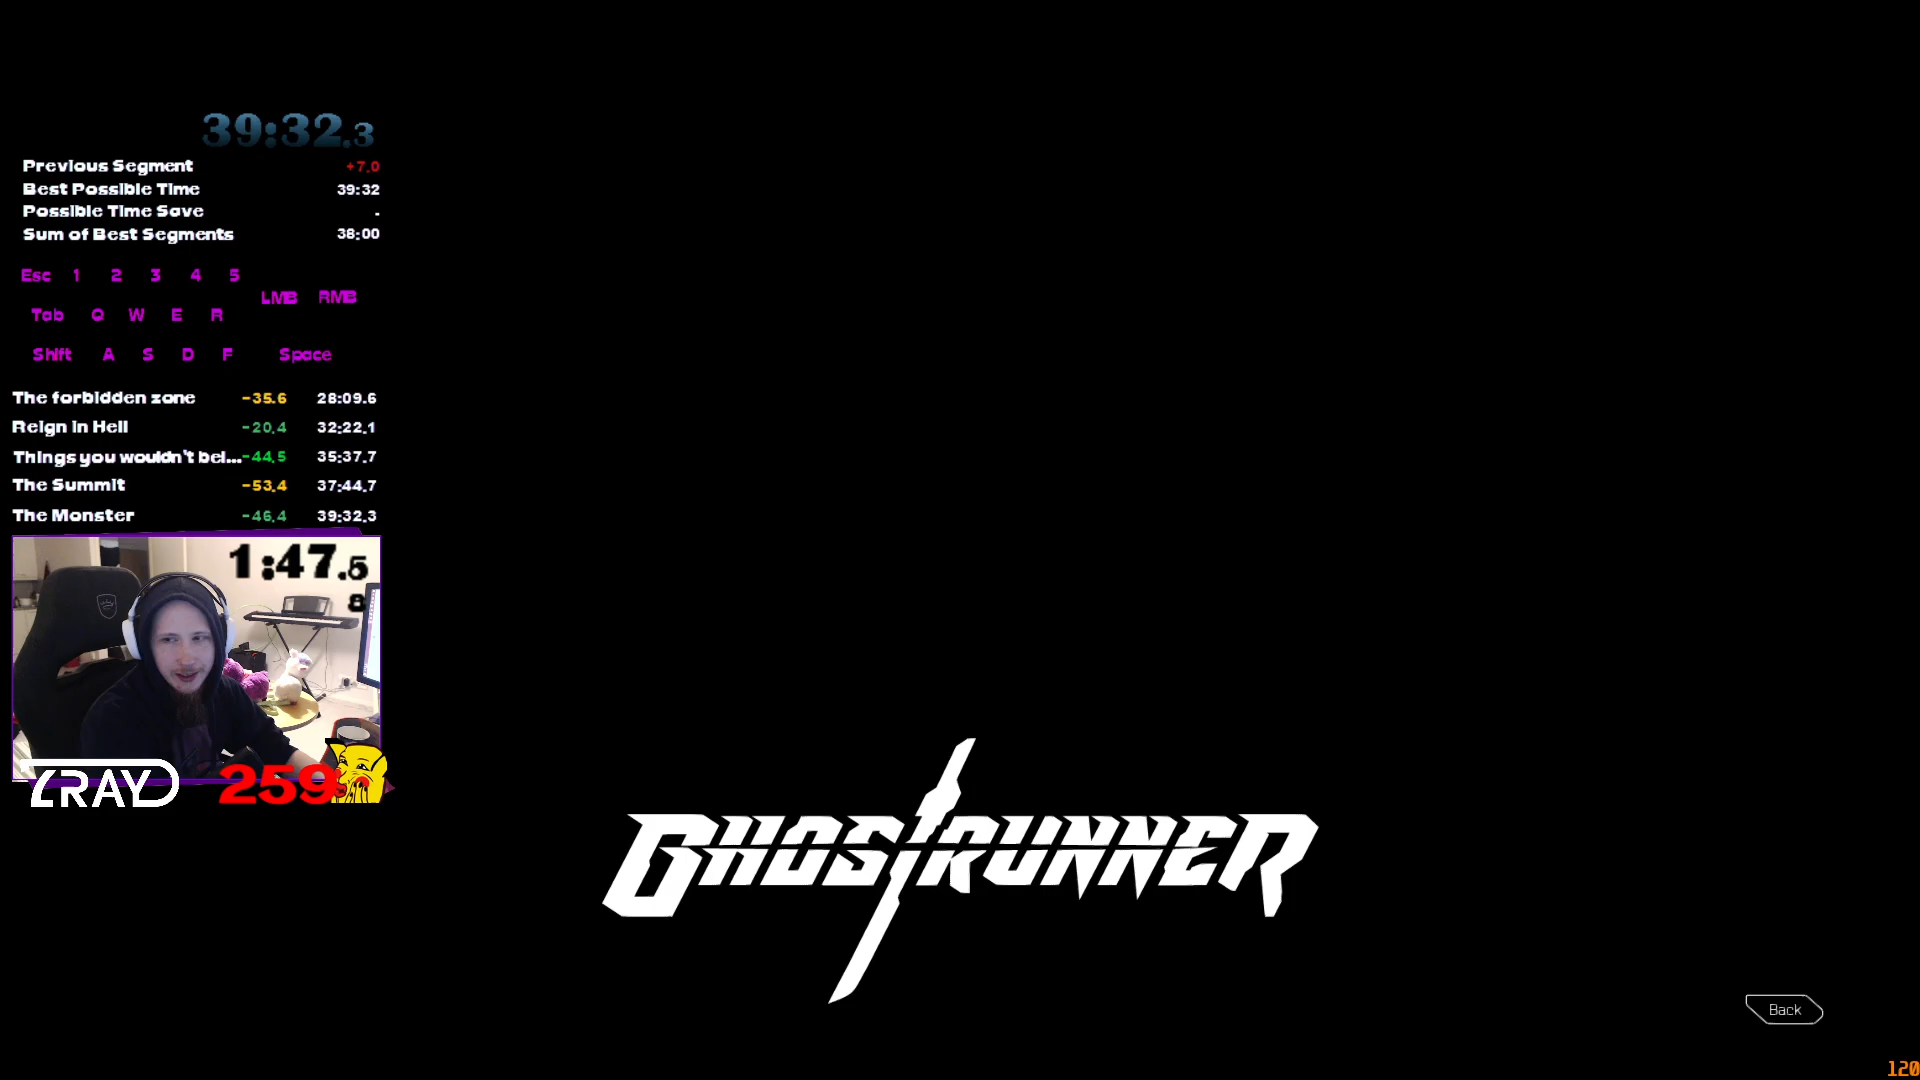 39:32.3
Previous Segment +7.0
Best Possible Time 39:32
Possible Time Save -
Sum of Best Segments 38:00
Esc 1 2 3 4 5
LMB RMB
Tab Q W E R
Shift A S D F Space
The forbidden zone -35.6 28:09.6
Reign in Hell -20.4 32:22.1
Things you wouldn't bel... -44.5 35:37.7
The Summit -53.4 37:44.7
The Monster -46.4 39:32.3
1:47.5
8
ZRAYD 259
GHOSTRUNNER
Back
120